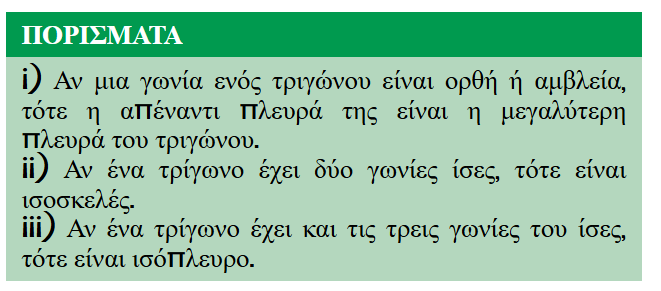 ΠΟΡΙΣΜΑΤΑ
i) Αν μια γωνία ενός τριγώνου είναι ορθή ή αμβλεία,
τότε η απέναντι πλευρά της είναι η μεγαλύτερη
πλευρά του τριγώνου.
ii) Αν ένα τρίγωνο έχει δύο γωνίες ίσες, τότε είναι
ισοσκελές.
iii) Αν ένα τρίγωνο έχει και τις τρεις γωνίες του ίσες,
τότε είναι ισόπλευρο.